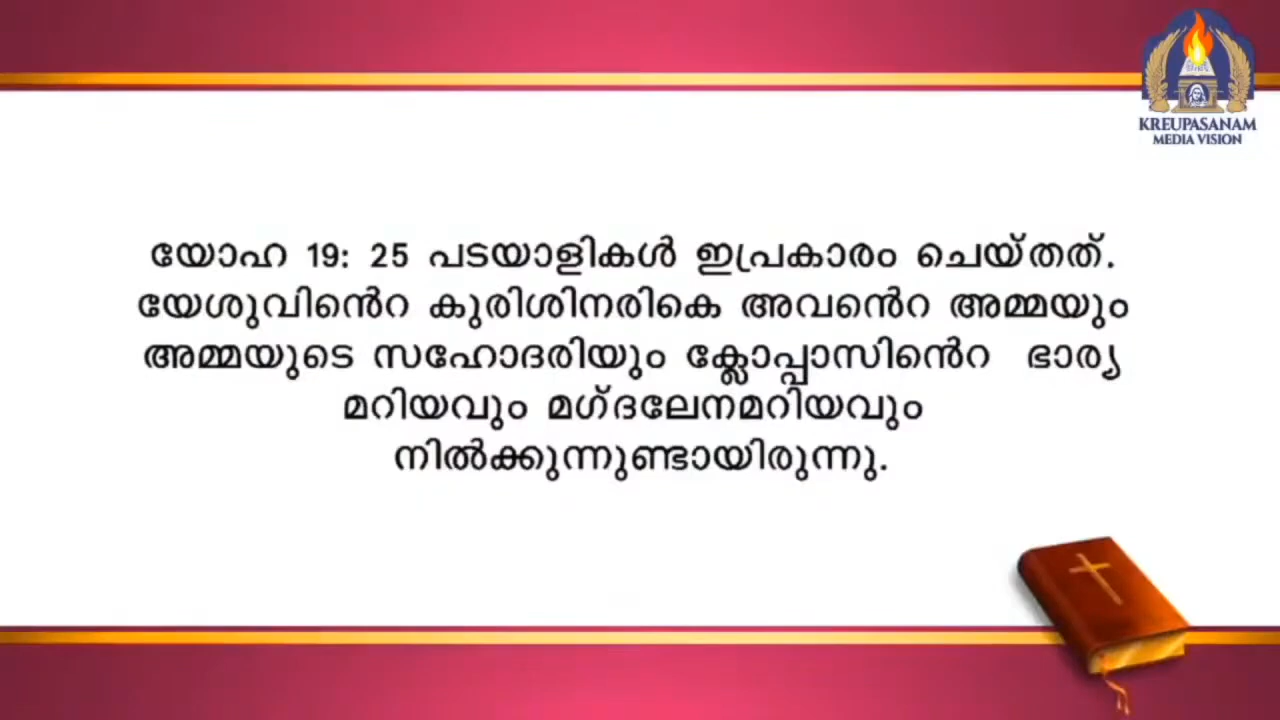 KREUPASANAM
MEDIA VISION
യോഹ 19: 25 പടയാളികൾ ഇപ്രകാരം ചെയ്തത്.
യേശുവിൻെറ കുരിശിനരികെ അവൻെറ അമ്മയും
അമ്മയുടെ സഹോദരിയും ക്ലോപ്പാസിൻെറ ഭാര്യ
മറിയവും മഗ്ദലേനമറിയവും
നിൽക്കുന്നുണ്ടായിരുന്നു.